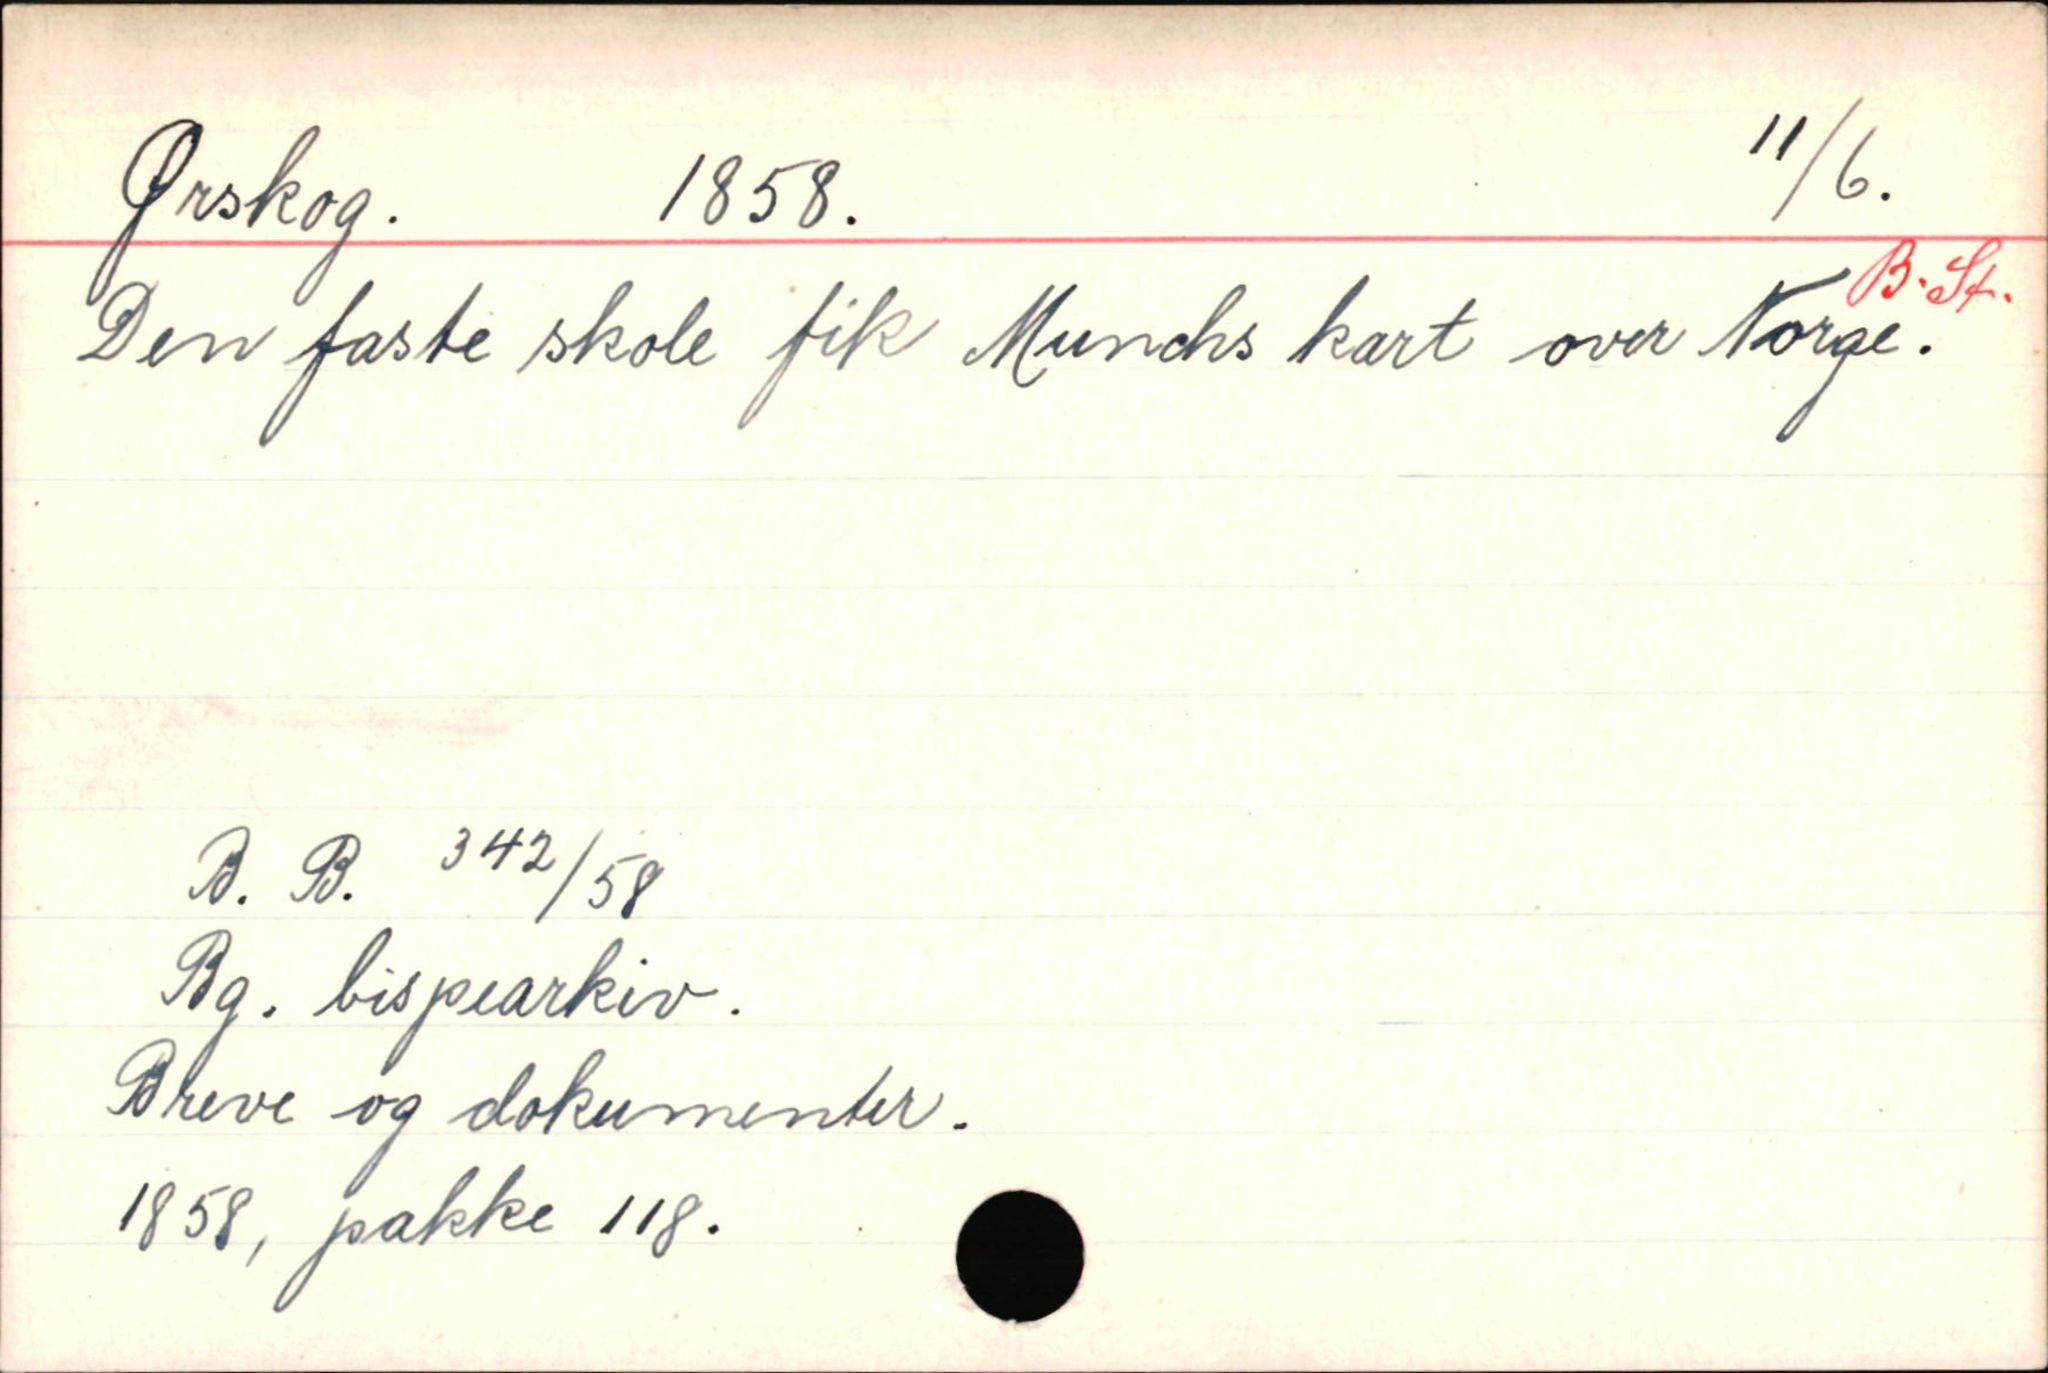 Ørskog. 1858. 11/6.
B. St.
Den faste skole fik Munchs kart over Norge.
B. B. 342/58
Bg. bispearkiv.
Breve og dokumenter.
1858, pakke 118.